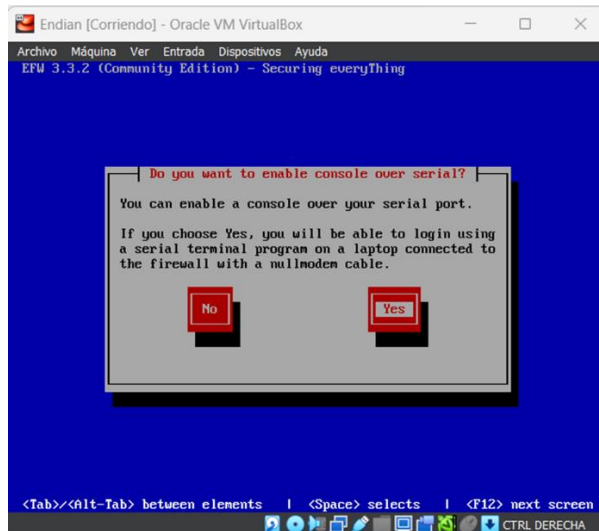 Endian [Corriendo] - Oracle VM VirtualBox
Archivo Máquina Ver Entrada Dispositivos Ayuda
EFW 3.3.2 (Community Edition) - Securing everyThing
Do you want to enable console over serial?
You can enable a console over your serial port.
If you choose Yes, you will be able to login using
a serial terminal program on a laptop connected to
the firewall with a nullmodem cable.
No Yes
<Tab>/<Alt-Tab> between elements | <Space> selects | <F12> next screen
CTRL DERECHA